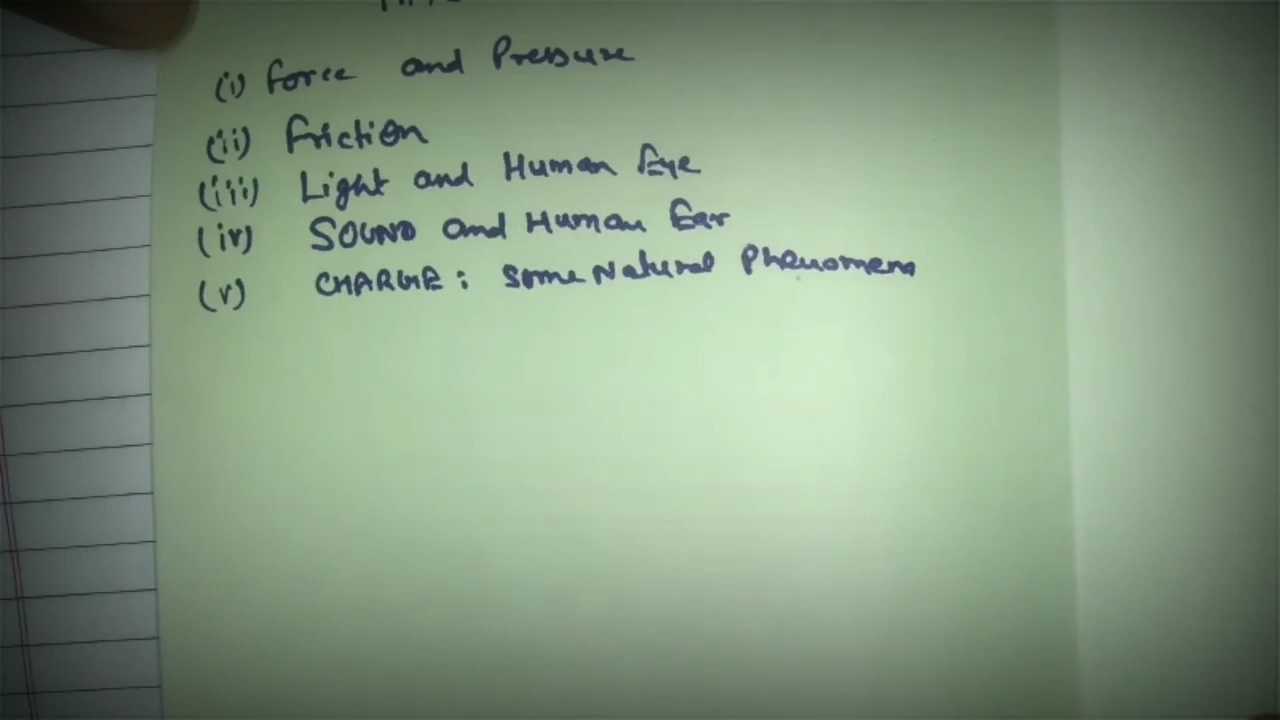 (i) Force and Pressure
(ii) Friction
(iii) Light and Human Eye
(iv) SOUND and Human Ear
(v) CHARGE: Some Natural Phenomena